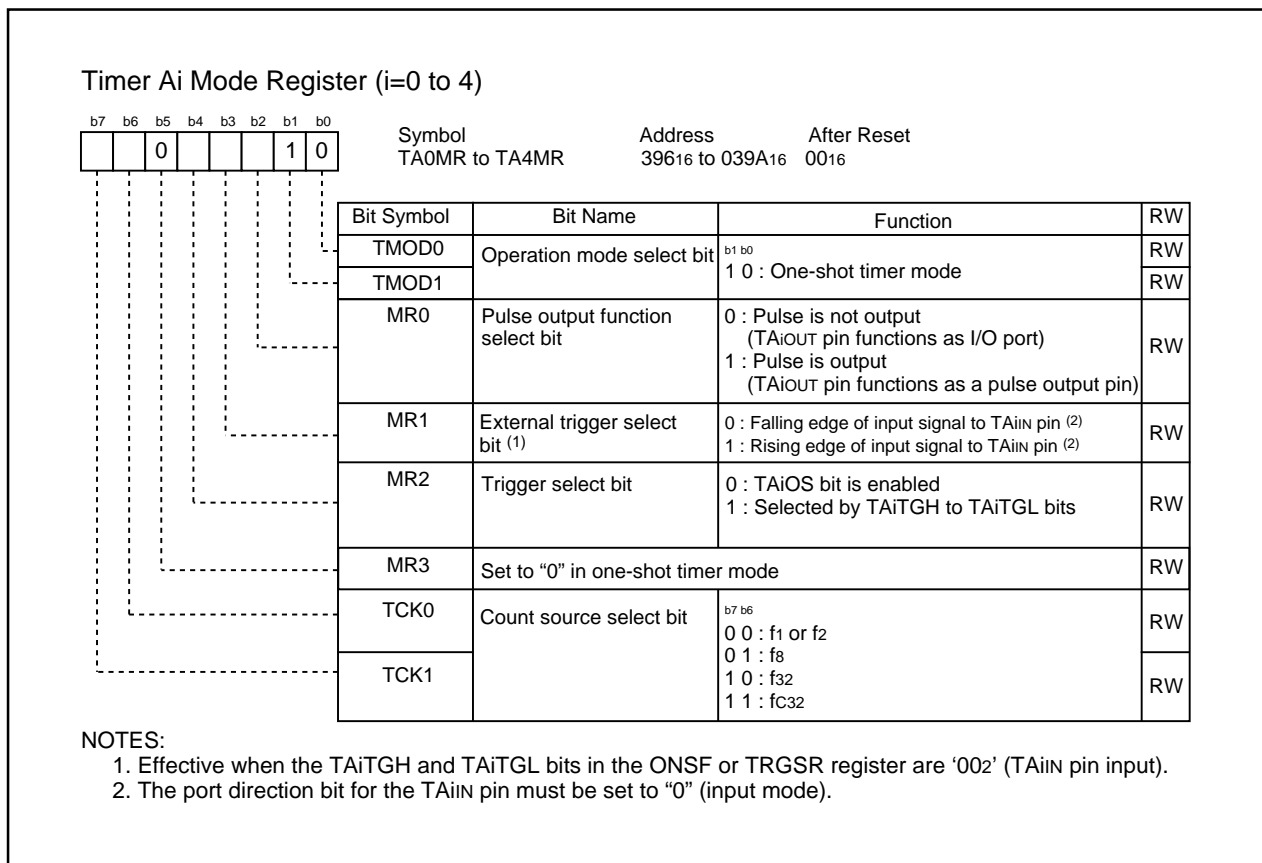 Timer Ai Mode Register (i=0 to 4)
b7 b6 b5 b4 b3 b2 b1 b0
0 1 0
Symbol Address After Reset
TA0MR to TA4MR 39616 to 039A16 0016
Bit Symbol Bit Name Function RW
TMOD0 Operation mode select bit b1 b0 RW
1 0 : One-shot timer mode
TMOD1 RW
MR0 Pulse output function select bit 0 : Pulse is not output
(TAiOUT pin functions as I/O port)
1 : Pulse is output
(TAiOUT pin functions as a pulse output pin) RW
MR1 External trigger select bit (1) 0 : Falling edge of input signal to TAiIN pin (2)
1 : Rising edge of input signal to TAiIN pin (2) RW
MR2 Trigger select bit 0 : TAiOS bit is enabled
1 : Selected by TAiTGH to TAiTGL bits RW
MR3 Set to “0” in one-shot timer mode RW
TCK0 Count source select bit b7 b6
0 0 : f1 or f2 RW
0 1 : f8
TCK1 1 0 : f32 RW
1 1 : fC32
NOTES:
1. Effective when the TAiTGH and TAiTGL bits in the ONSF or TRGSR register are ‘002’ (TAiIN pin input).
2. The port direction bit for the TAiIN pin must be set to “0” (input mode).